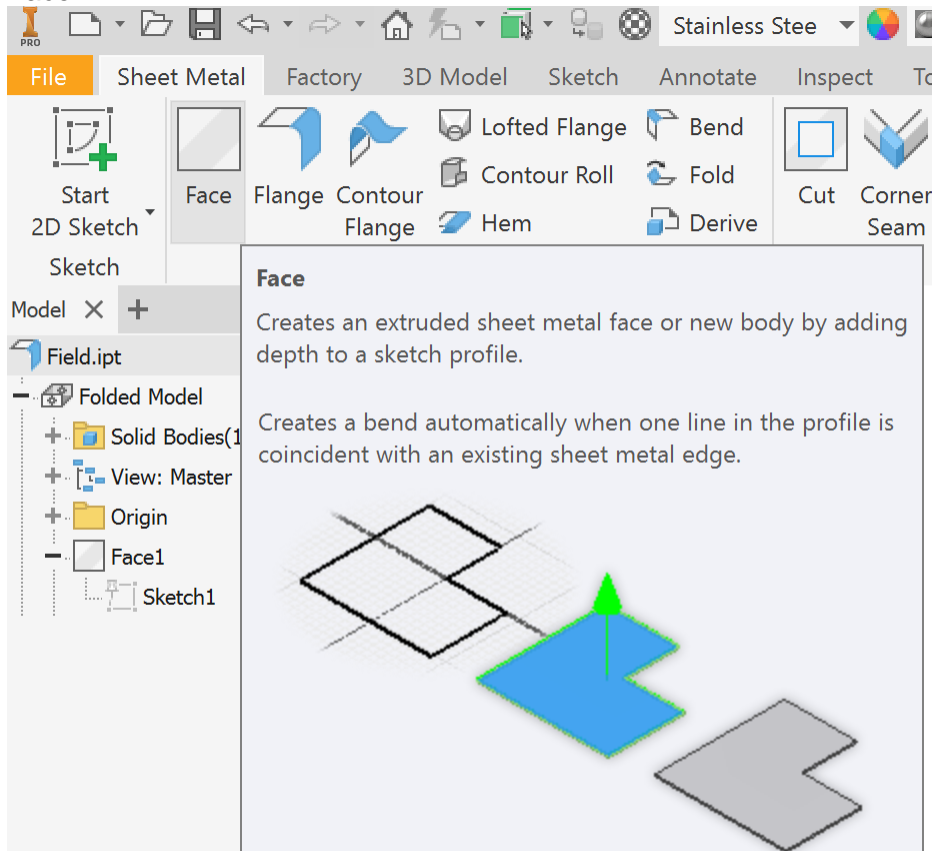 PRO
Stainless Stee
File
Sheet Metal
Factory
3D Model
Sketch
Annotate
Inspect
Start
2D Sketch
Face
Flange
Contour
Flange
Lofted Flange
Contour Roll
Hem
Bend
Fold
Derive
Cut
Corner
Seam
Sketch
Model
Face
Creates an extruded sheet metal face or new body by adding
depth to a sketch profile.
Creates a bend automatically when one line in the profile is
coincident with an existing sheet metal edge.
Field.ipt
Folded Model
Solid Bodies(1
View: Master
Origin
Face1
Sketch1